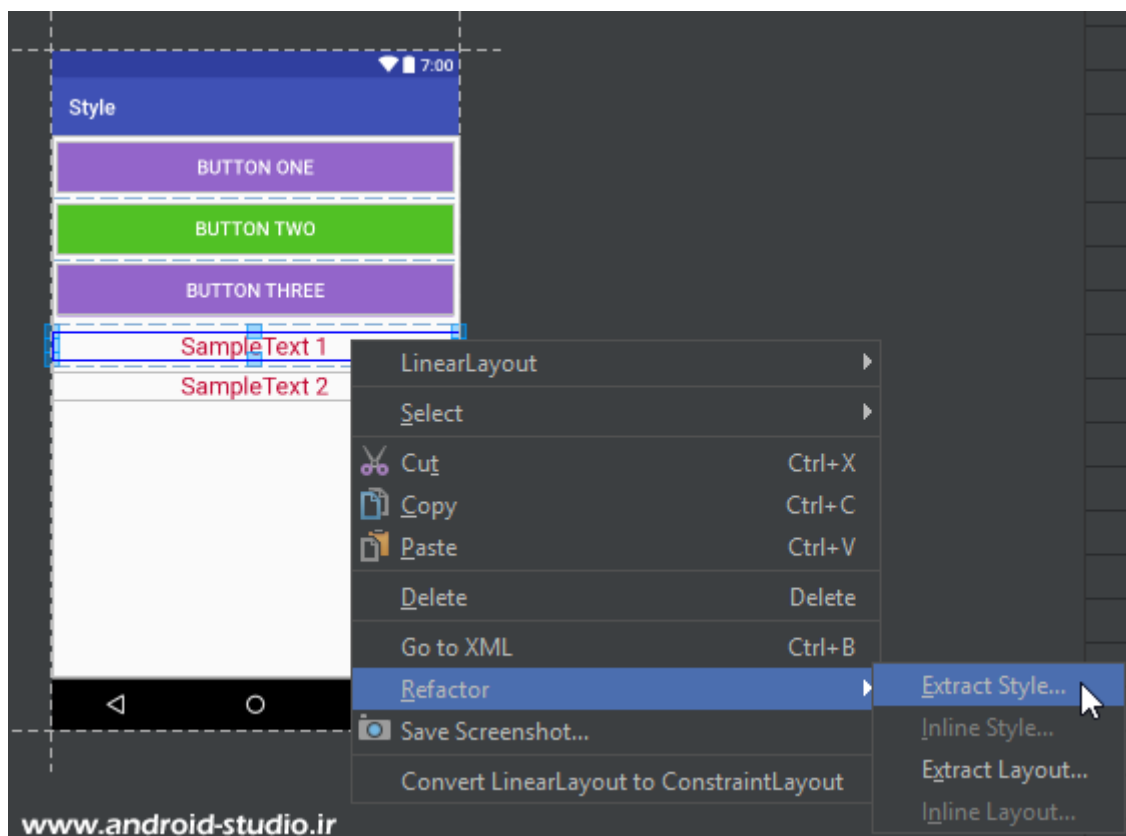 7:00
Style
BUTTON ONE
BUTTON TWO
BUTTON THREE
SampleText 1
SampleText 2
LinearLayout
Select
Cut Ctrl+X
Copy Ctrl+C
Paste Ctrl+V
Delete Delete
Go to XML Ctrl+B
Refactor
Save Screenshot...
Convert LinearLayout to ConstraintLayout
Extract Style...
Inline Style...
Extract Layout...
Inline Layout...
www.android-studio.ir